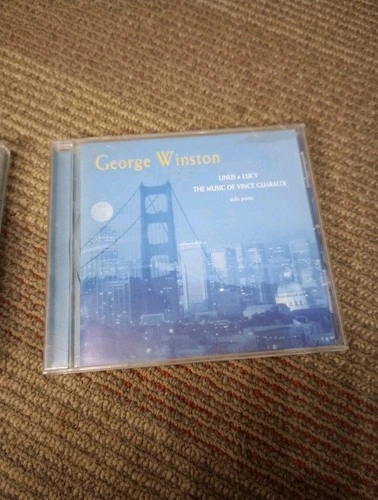 George Winston
LINUS & LUCY
THE MUSIC OF VINCE GUARALDI
solo piano